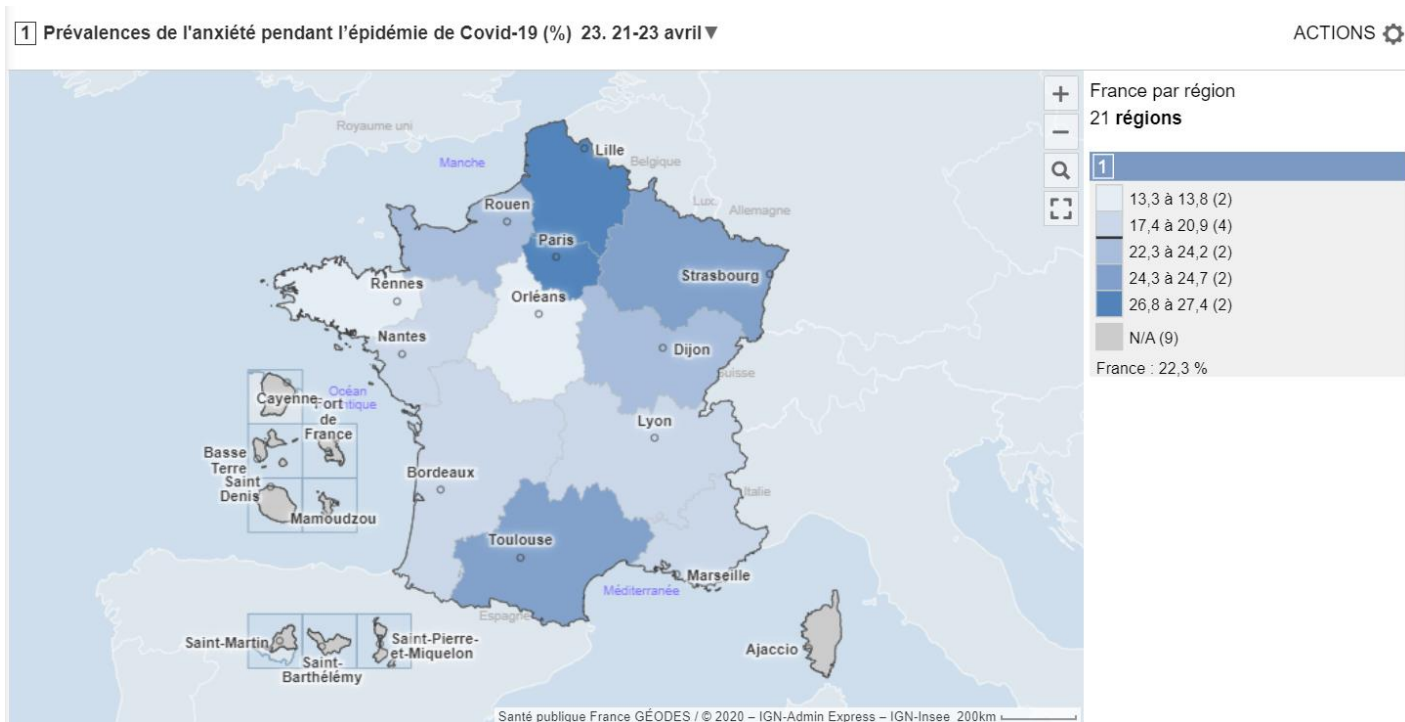 1 Prévalences de l'anxiété pendant l'épidémie de Covid-19 (%) 23. 21-23 avril ▼
ACTIONS
France par région
21 régions
1
13,3 à 13,8 (2)
17,4 à 20,9 (4)
22,3 à 24,2 (2)
24,3 à 24,7 (2)
26,8 à 27,4 (2)
N/A (9)
France : 22,3 %
Royaume uni
Manche
Lille
Belgique
Lux.
Allemagne
Rouen
Paris
Strasbourg
Rennes
Orléans
Nantes
Dijon
Suisse
Océan
Cayenne
Fort
de
France
Basse
Terre
Saint
Denis
Mamoudzou
Lyon
Bordeaux
Italie
Toulouse
Marseille
Méditerranée
Espagne
Saint-Martin
Saint-
Barthélémy
Saint-Pierre-
et-Miquelon
Ajaccio
Santé publique France GÉODES / © 2020 – IGN-Admin Express – IGN-Insee 200km